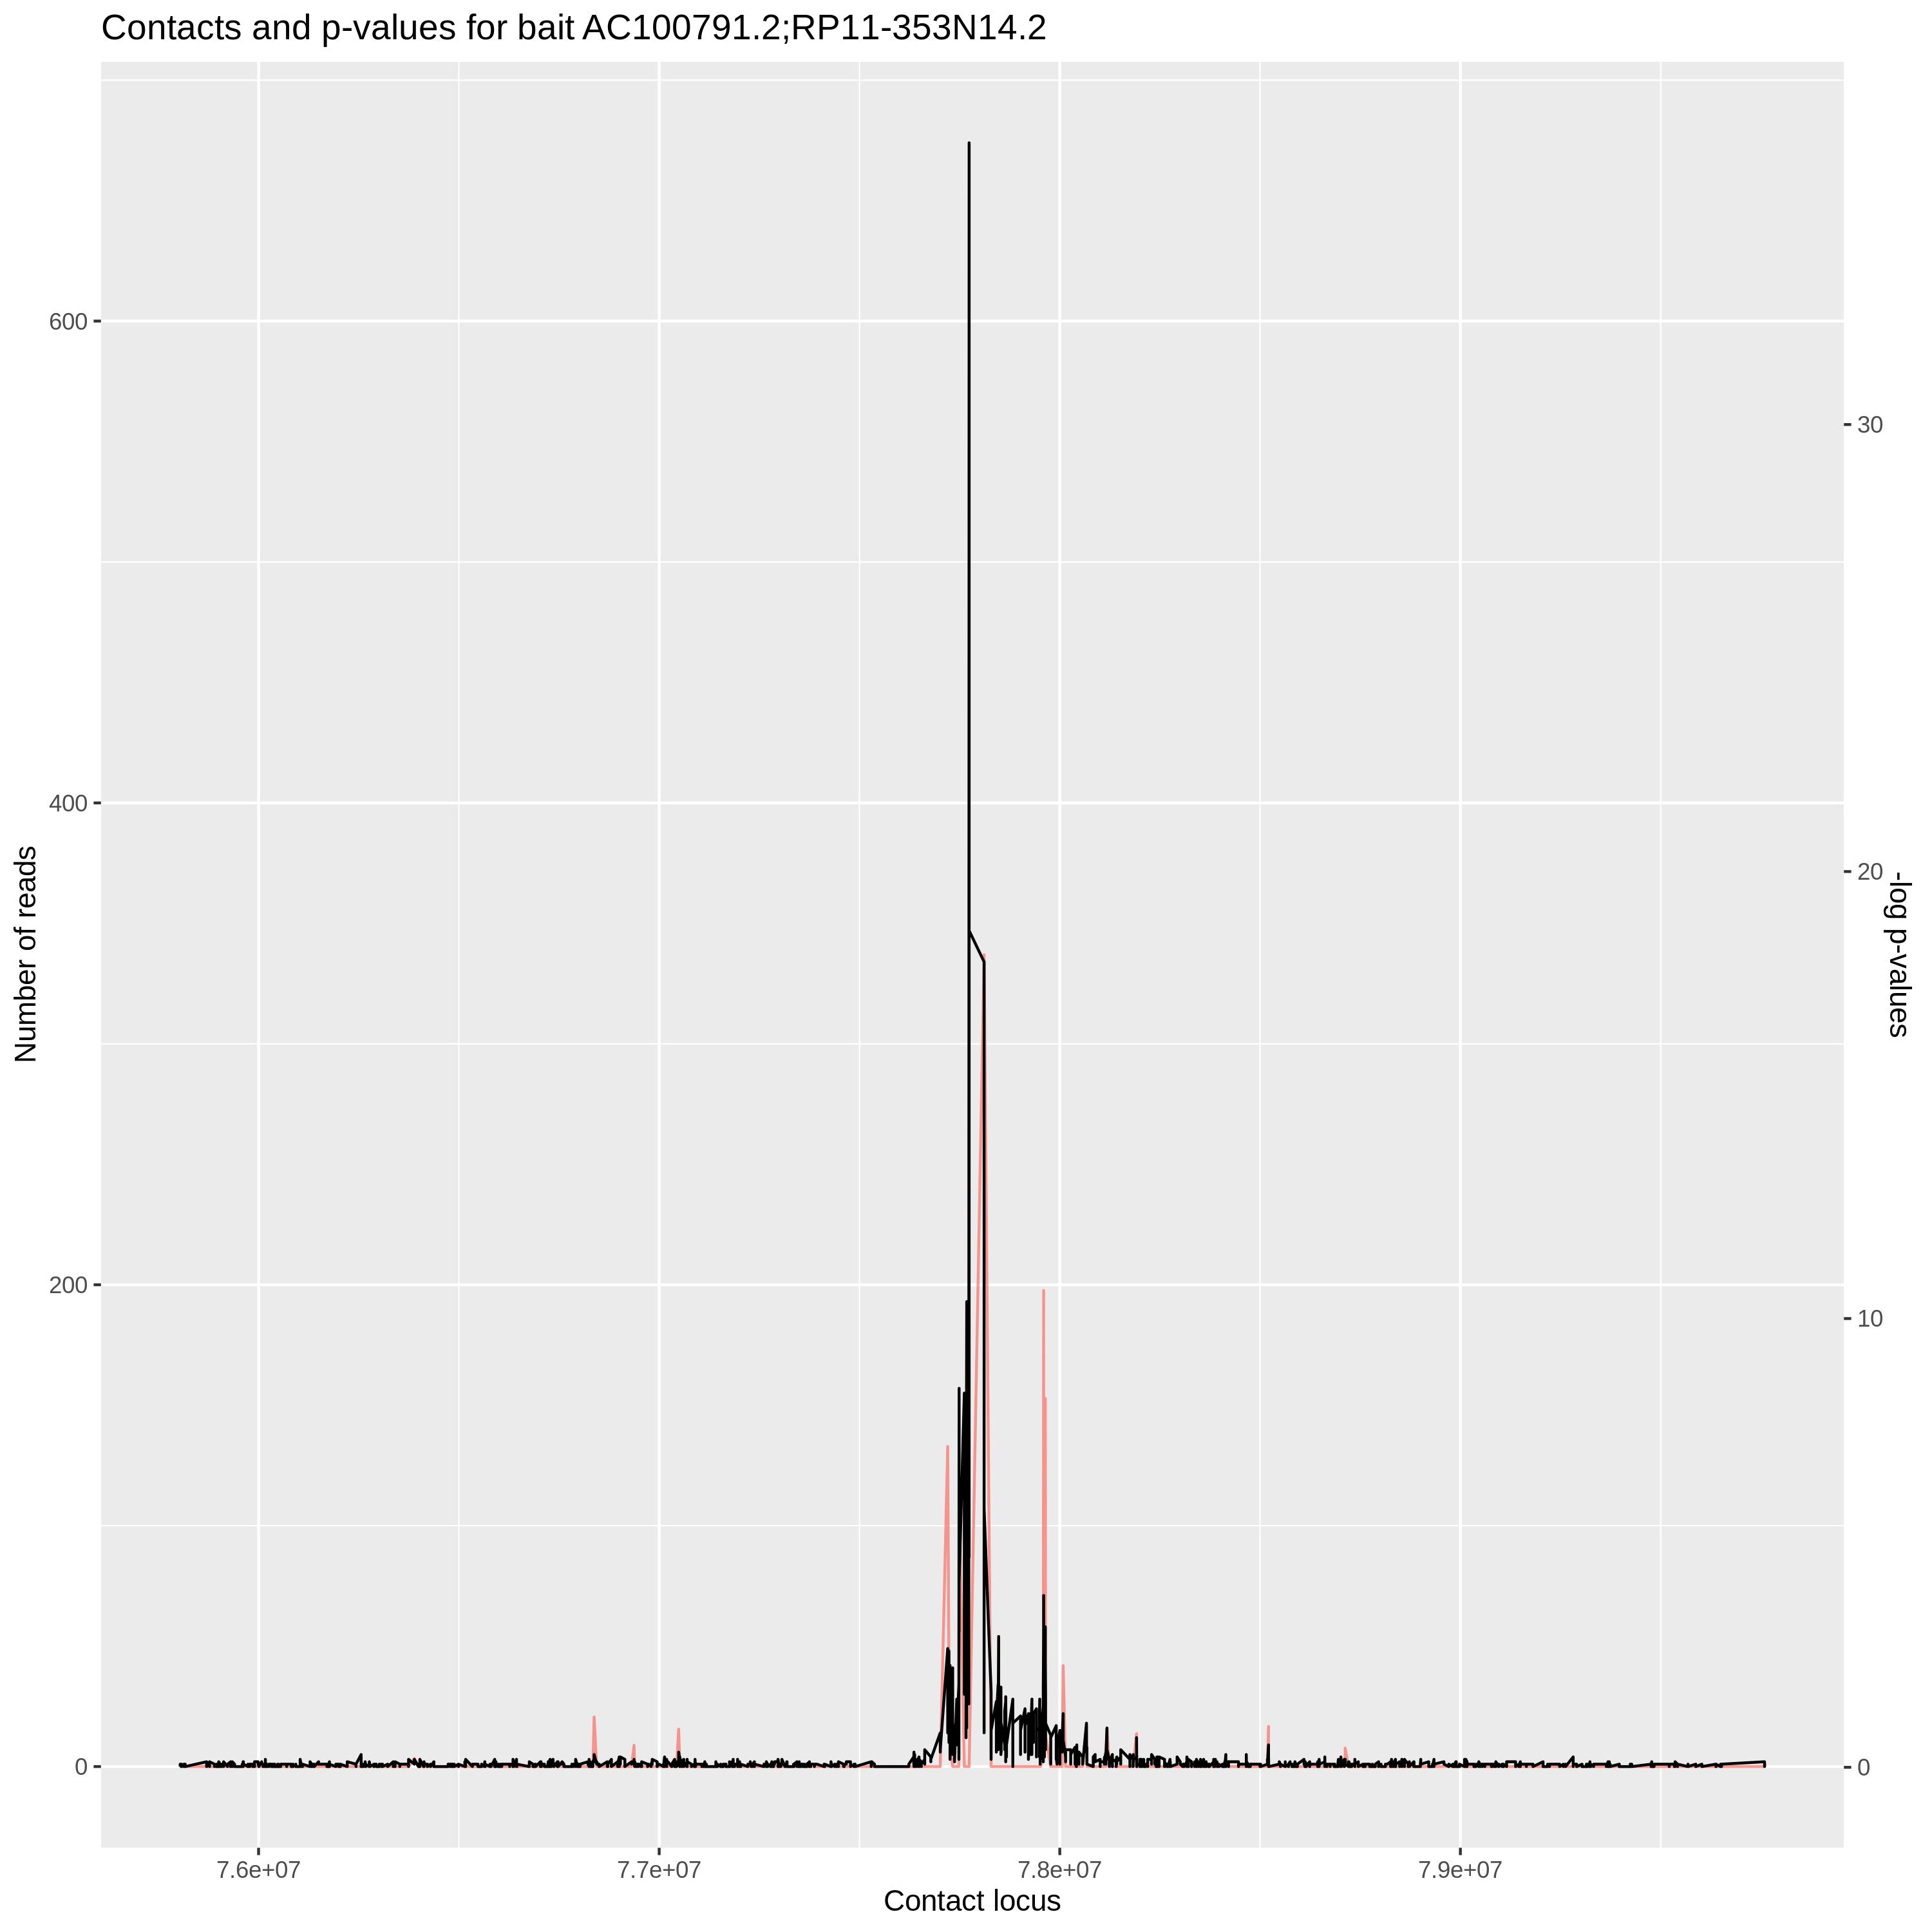 Contacts and p-values for bait AC100791.2;RP11-353N14.2
Number of reads
600
400
200
0
30
20
10
0
-log p-values
7.6e+07
7.7e+07
7.8e+07
7.9e+07
Contact locus